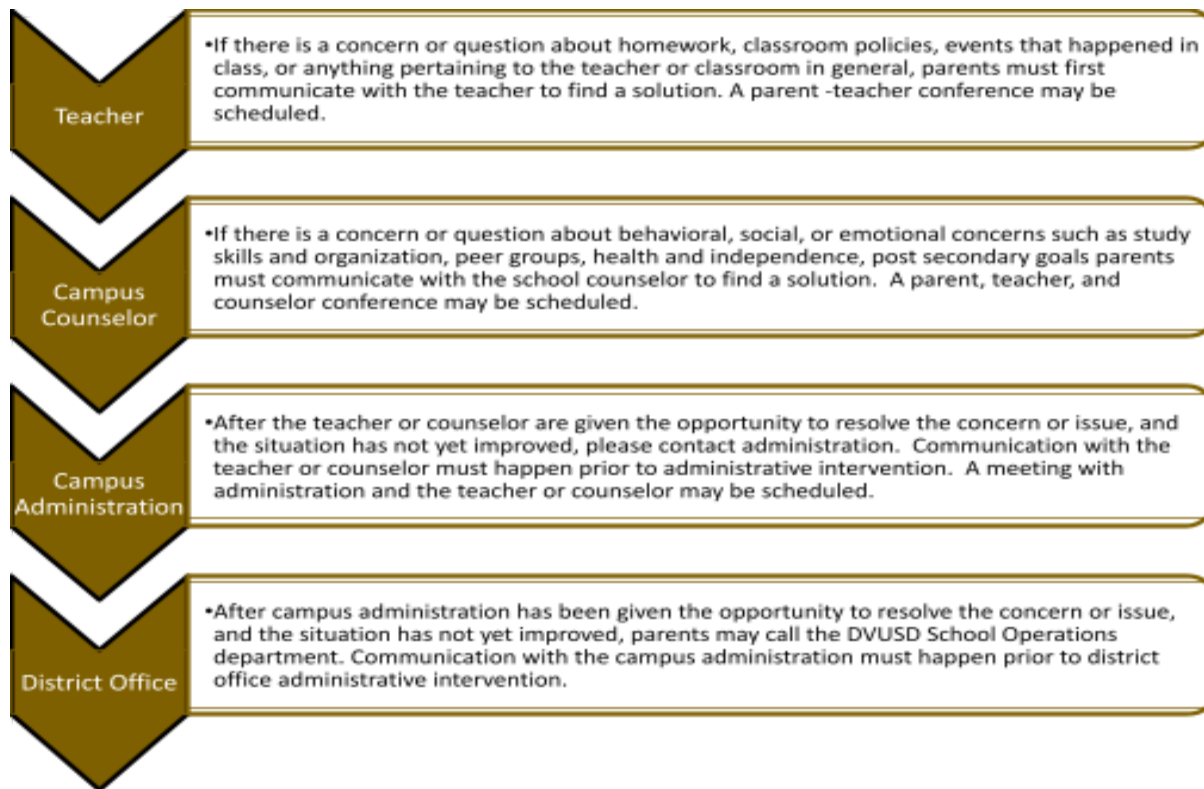 Teacher
•If there is a concern or question about homework, classroom policies, events that happened in
class, or anything pertaining to the teacher or classroom in general, parents must first
communicate with the teacher to find a solution. A parent -teacher conference may be
scheduled.
Campus
Counselor
•If there is a concern or question about behavioral, social, or emotional concerns such as study
skills and organization, peer groups, health and independence, post secondary goals parents
must communicate with the school counselor to find a solution.  A parent, teacher, and
counselor conference may be scheduled.
Campus
Administration
•After the teacher or counselor are given the opportunity to resolve the concern or issue, and
the situation has not yet improved, please contact administration.  Communication with the
teacher or counselor must happen prior to administrative intervention.  A meeting with
administration and the teacher or counselor may be scheduled.
District Office
•After campus administration has been given the opportunity to resolve the concern or issue,
and the situation has not yet improved, parents may call the DVUSD School Operations
department. Communication with the campus administration must happen prior to district
office administrative intervention.